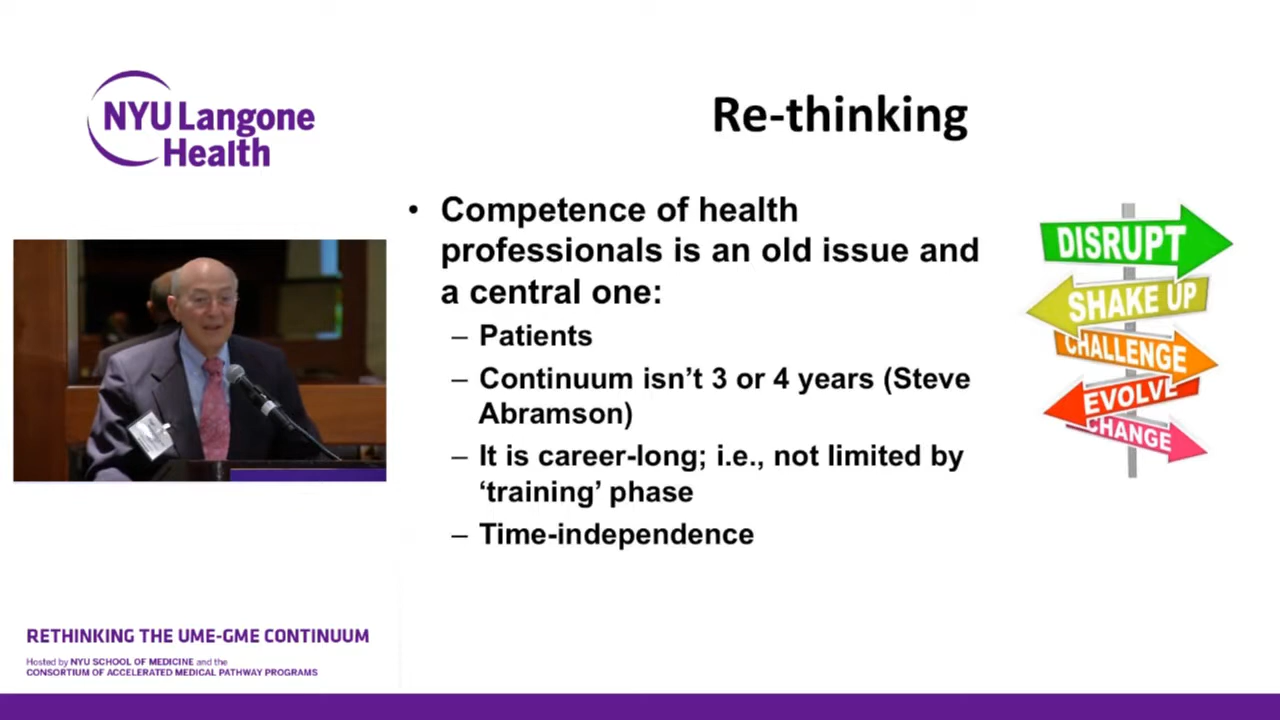 NYU Langone
Health
Re-thinking
• Competence of health
professionals is an old issue and
a central one:
– Patients
– Continuum isn't 3 or 4 years (Steve
Abramson)
– It is career-long; i.e., not limited by
‘training’ phase
– Time-independence
DISRUPT
SHAKE UP
CHALLENGE
EVOLVE
CHANGE
RETHINKING THE UME-GME CONTINUUM
Hosted by NYU SCHOOL OF MEDICINE and the
CONSORTIUM OF ACCELERATED MEDICAL PATHWAY PROGRAMS